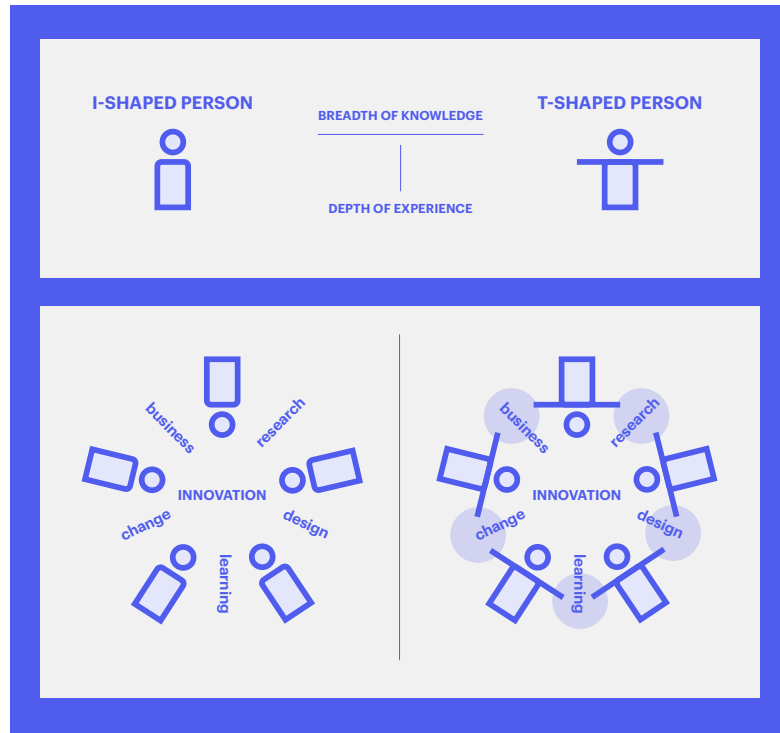 I-SHAPED PERSON
BREADTH OF KNOWLEDGE
DEPTH OF EXPERIENCE
T-SHAPED PERSON
business
research
INNOVATION
change
design
learning
business
research
INNOVATION
change
design
learning